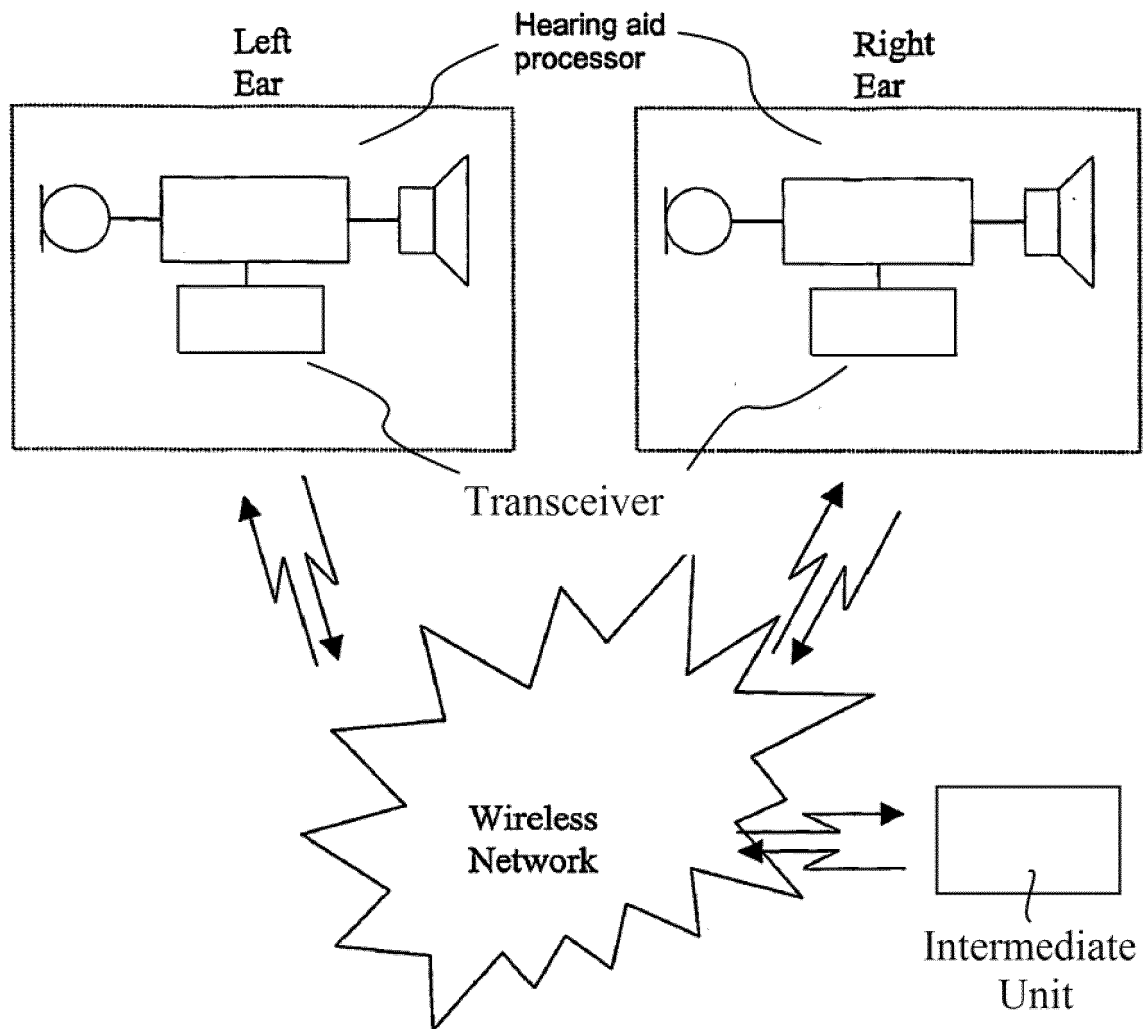 Left
Ear
Hearing aid
processor
Right
Ear
Transceiver
Wireless
Network
Intermediate
Unit